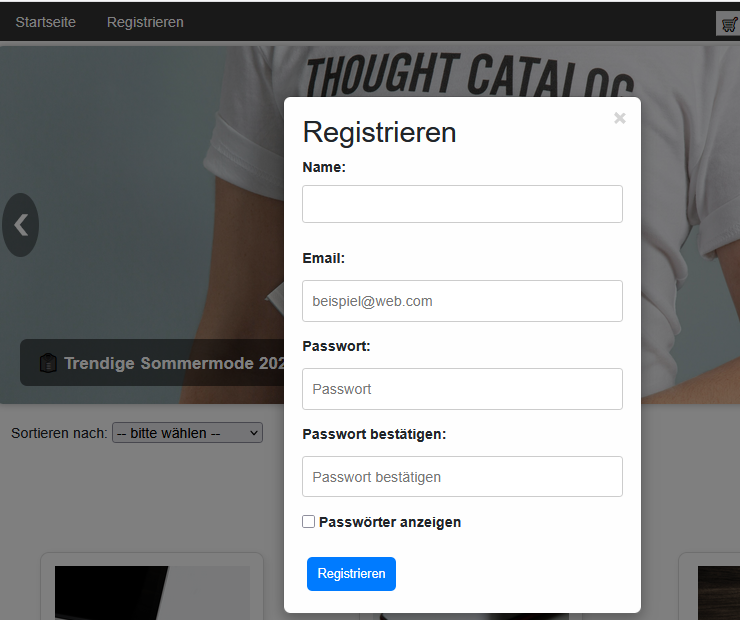 Startseite Registrieren
THOUGHT CATALOG
Registrieren
×
Name:
Email:
beispiel@web.com
Trendige Sommermode 202
Passwort:
Passwort
Sortieren nach: -- bitte wählen --
Passwort bestätigen:
Passwort bestätigen
Passwörter anzeigen
Registrieren